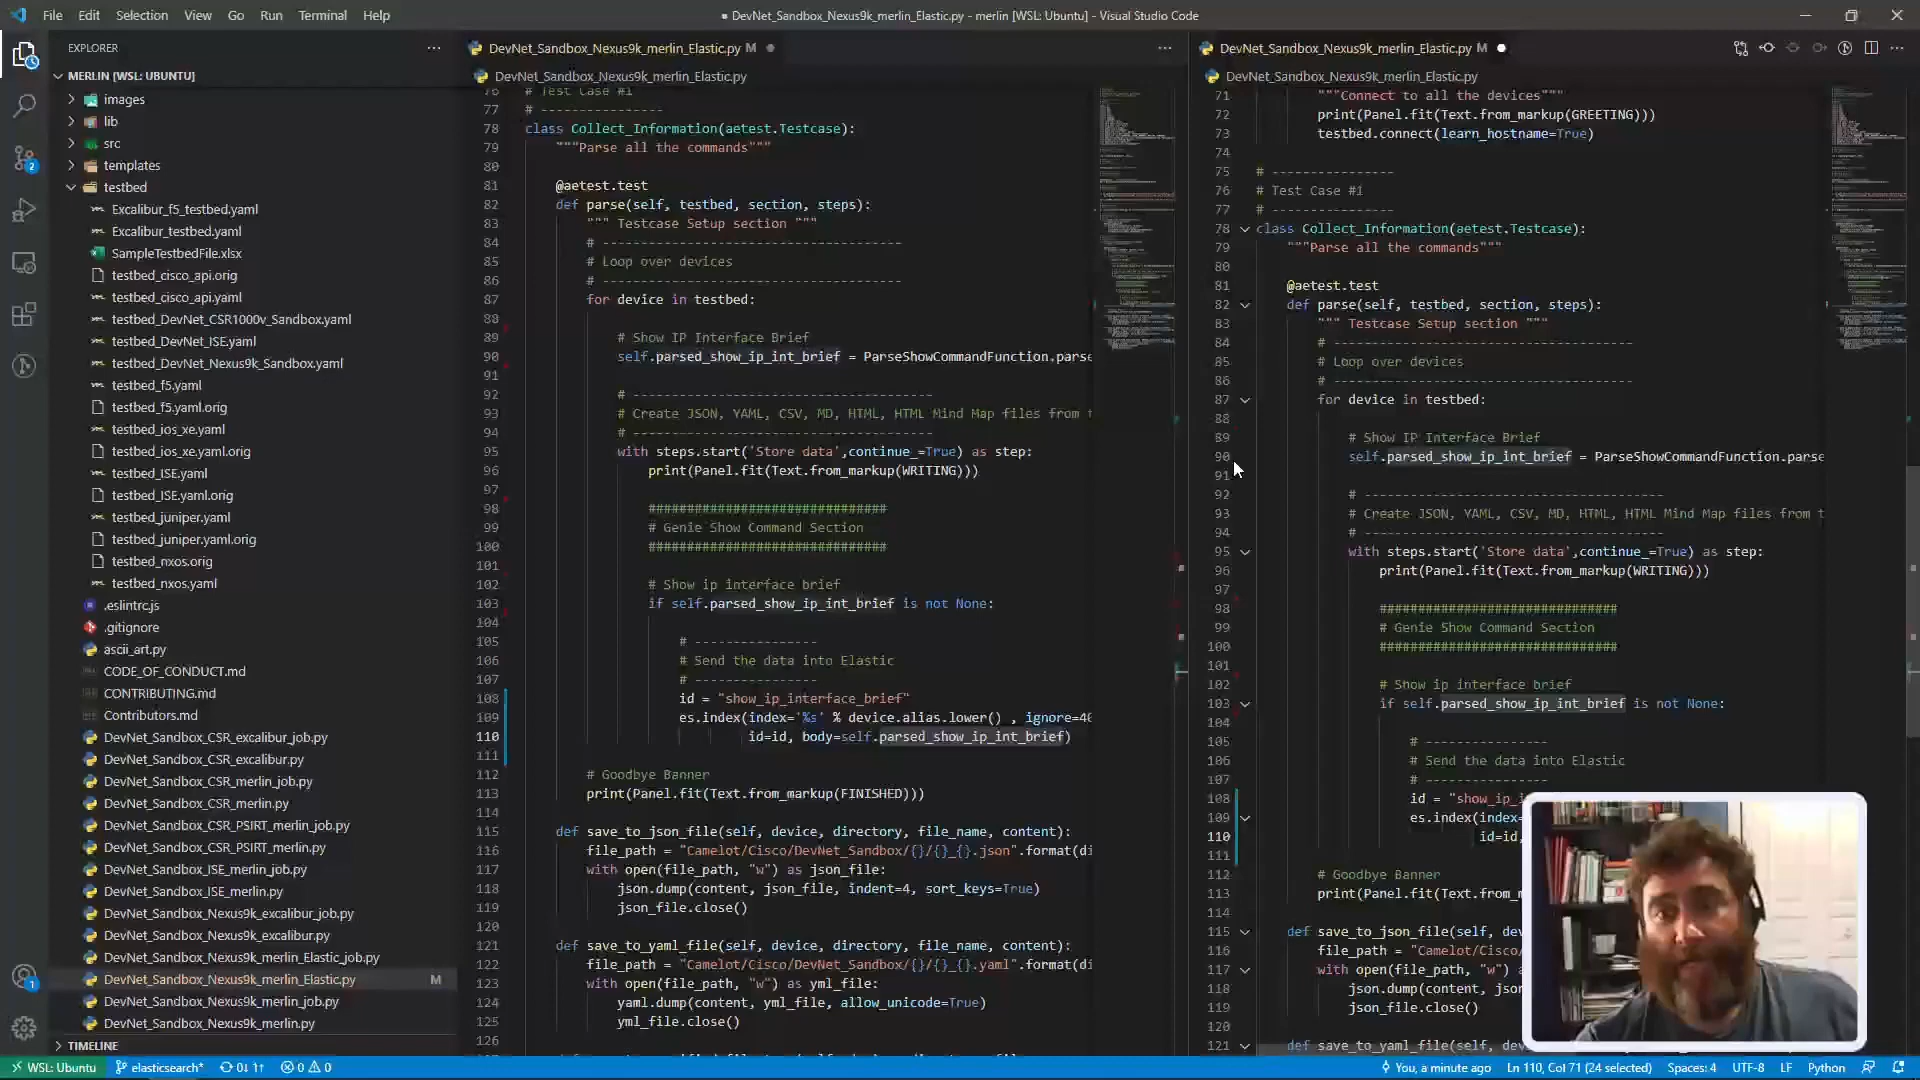 File Edit Selection View Go Run Terminal Help
● DevNet_Sandbox_Nexus9k_merlin_Elastic.py - merlin [WSL: Ubuntu] - Visual Studio Code
EXPLORER
MERLIN [WSL: UBUNTU]
images
lib
src
templates
testbed
Excalibur_f5_testbed.yaml
Excalibur_testbed.yaml
SampleTestbedFile.xlsx
testbed_cisco_api.orig
testbed_cisco_api.yaml
testbed_DevNet_CSR1000v_Sandbox.yaml
testbed_DevNet_ISE.yaml
testbed_DevNet_Nexus9k_Sandbox.yaml
testbed_f5.yaml
testbed_f5.yaml.orig
testbed_ios_xe.yaml
testbed_ios_xe.yaml.orig
testbed_ISE.yaml
testbed_ISE.yaml.orig
testbed_juniper.yaml
testbed_juniper.yaml.orig
testbed_nxos.orig
testbed_nxos.yaml
.eslintrc.js
.gitignore
ascii_art.py
CODE_OF_CONDUCT.md
CONTRIBUTING.md
Contributors.md
DevNet_Sandbox_CSR_excalibur_job.py
DevNet_Sandbox_CSR_excalibur.py
DevNet_Sandbox_CSR_merlin_job.py
DevNet_Sandbox_CSR_merlin.py
DevNet_Sandbox_CSR_PSIRT_merlin_job.py
DevNet_Sandbox_CSR_PSIRT_merlin.py
DevNet_Sandbox_ISE_merlin_job.py
DevNet_Sandbox_ISE_merlin.py
DevNet_Sandbox_Nexus9k_excalibur_job.py
DevNet_Sandbox_Nexus9k_excalibur.py
DevNet_Sandbox_Nexus9k_merlin_Elastic_job.py
DevNet_Sandbox_Nexus9k_merlin_Elastic.py M
DevNet_Sandbox_Nexus9k_merlin_job.py
DevNet_Sandbox_Nexus9k_merlin.py
TIMELINE
2
1
DevNet_Sandbox_Nexus9k_merlin_Elastic.py M
DevNet_Sandbox_Nexus9k_merlin_Elastic.py
76 # Test Case #1
77 # ----------------
78 class Collect_Information(aetest.Testcase):
79 """Parse all the commands"""
80
81 @aetest.test
82 def parse(self, testbed, section, steps):
83 """ Testcase Setup section """
84 # ---------------------------------------
85 # Loop over devices
86 # ---------------------------------------
87 for device in testbed:
88
89 # Show IP Interface Brief
90 self.parsed_show_ip_int_brief = ParseShowCommandFunction.parse
91
92 # ---------------------------------------
93 # Create JSON, YAML, CSV, MD, HTML, HTML Mind Map files from t
94 # ---------------------------------------
95 with steps.start('Store data',continue_=True) as step:
96 print(Panel.fit(Text.from_markup(WRITING)))
97
98 ###############################
99 # Genie Show Command Section
100 ###############################
101
102 # Show ip interface brief
103 if self.parsed_show_ip_int_brief is not None:
104
105 # ----------------
106 # Send the data into Elastic
107 # ----------------
108 id = "show_ip_interface_brief"
109 es.index(index='%s' % device.alias.lower() , ignore=40
110 id=id, body=self.parsed_show_ip_int_brief)
111
112 # Goodbye Banner
113 print(Panel.fit(Text.from_markup(FINISHED)))
114
115 def save_to_json_file(self, device, directory, file_name, content):
116 file_path = "Camelot/Cisco/DevNet_Sandbox/{}/{}_{}.json".format(di
117 with open(file_path, "w") as json_file:
118 json.dump(content, json_file, indent=4, sort_keys=True)
119 json_file.close()
120
121 def save_to_yaml_file(self, device, directory, file_name, content):
122 file_path = "Camelot/Cisco/DevNet_Sandbox/{}/{}_{}.yaml".format(di
123 with open(file_path, "w") as yml_file:
124 yaml.dump(content, yml_file, allow_unicode=True)
125 yml_file.close()
126
DevNet_Sandbox_Nexus9k_merlin_Elastic.py M
DevNet_Sandbox_Nexus9k_merlin_Elastic.py
71 """Connect to all the devices"""
72 print(Panel.fit(Text.from_markup(GREETING)))
73 testbed.connect(learn_hostname=True)
74
75 # ----------------
76 # Test Case #1
77 # ----------------
78 class Collect_Information(aetest.Testcase):
79 """Parse all the commands"""
80
81 @aetest.test
82 def parse(self, testbed, section, steps):
83 """ Testcase Setup section """
84 # ---------------------------------------
85 # Loop over devices
86 # ---------------------------------------
87 for device in testbed:
88
89 # Show IP Interface Brief
90 self.parsed_show_ip_int_brief = ParseShowCommandFunction.parse
91
92 # ---------------------------------------
93 # Create JSON, YAML, CSV, MD, HTML, HTML Mind Map files from t
94 # ---------------------------------------
95 with steps.start('Store data',continue_=True) as step:
96 print(Panel.fit(Text.from_markup(WRITING)))
97
98 ###############################
99 # Genie Show Command Section
100 ###############################
101
102 # Show ip interface brief
103 if self.parsed_show_ip_int_brief is not None:
104
105 # ----------------
106 # Send the data into Elastic
107 # ----------------
108 id = "show_ip_i
109 es.index(index=
110 id=id,
111
112 # Goodbye Banner
113 print(Panel.fit(Text.from_m
114
115 def save_to_json_file(self, dev
116 file_path = "Camelot/Cisco/
117 with open(file_path, "w") a
118 json.dump(content, json
119 json_file.close()
120
121 def save_to_yaml_file(self, dev
WSL: Ubuntu elasticsearch* 0↓ 1↑ 0 0 You, a minute ago Ln 110, Col 71 (24 selected) Spaces: 4 UTF-8 LF Python